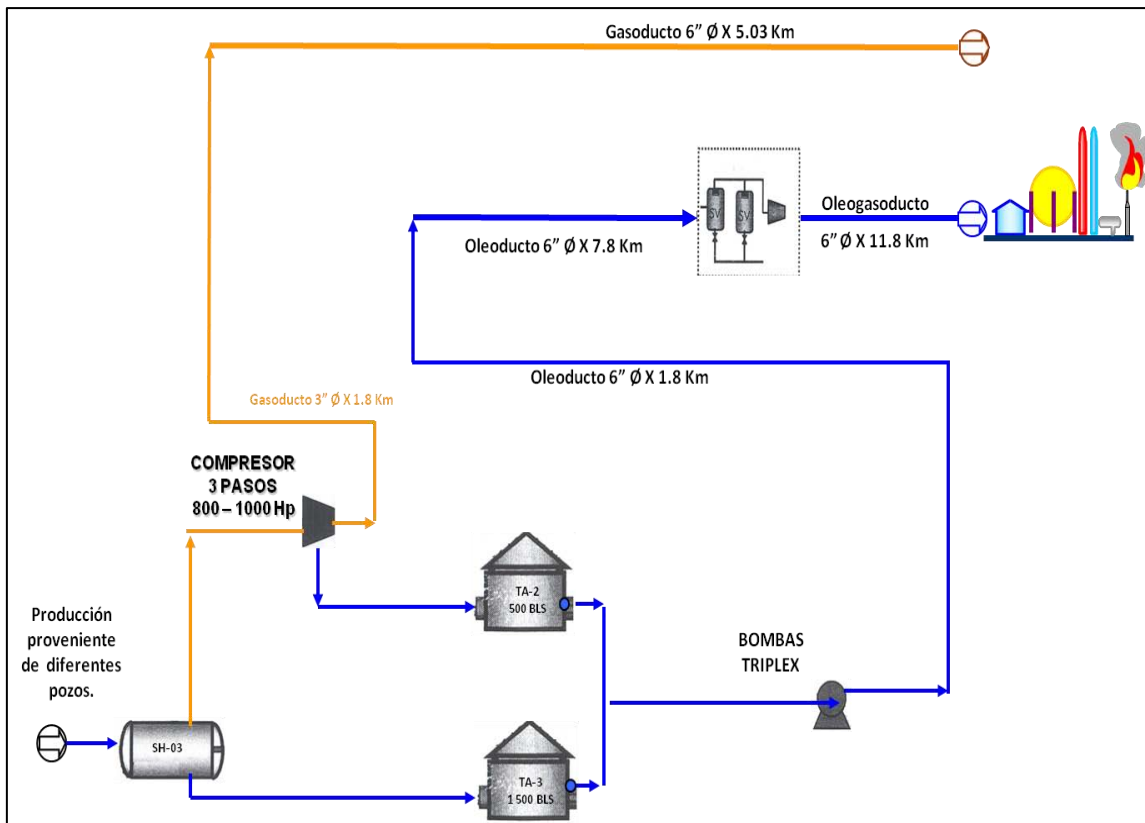 Gasoducto 6” Ø X 5.03 Km
Oleogasoducto
6” Ø X 11.8 Km
SV
SV
Oleoducto 6” Ø X 7.8 Km
Oleoducto 6” Ø X 1.8 Km
Gasoducto 3” Ø X 1.8 Km
COMPRESOR
3 PASOS
800 – 1000 Hp
TA-2
500 BLS
Producción
proveniente
de diferentes
pozos.
BOMBAS
TRIPLEX
SH-03
TA-3
1 500 BLS